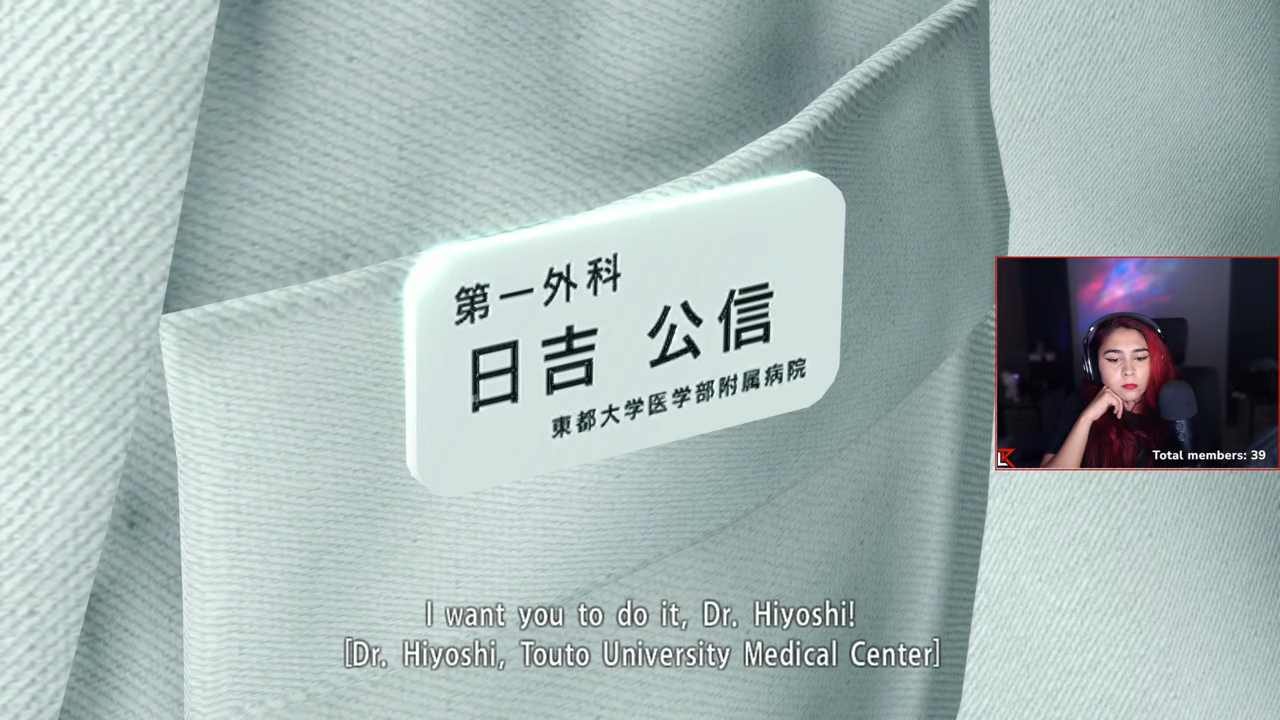 第一外科
日吉 公信
東都大学医学部附属病院
I want you to do it, Dr. Hiyoshi!
[Dr. Hiyoshi, Touto University Medical Center]
Total members: 39